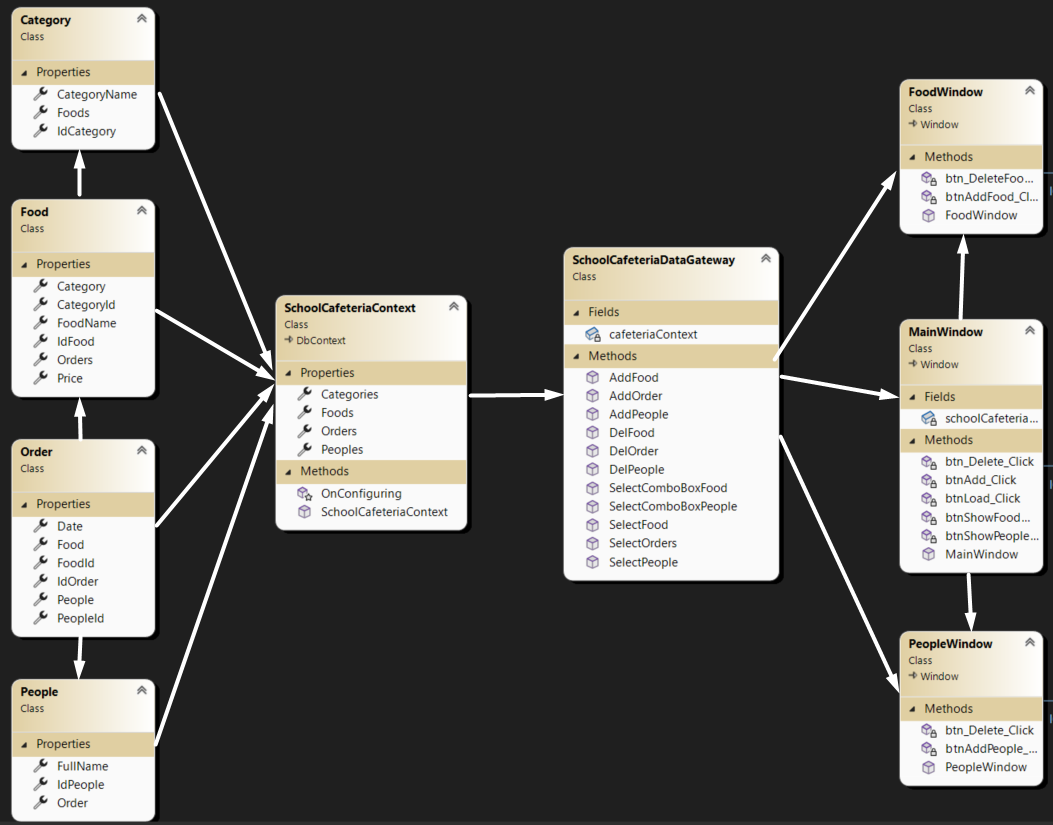 Category
Class
Properties
CategoryName
Foods
IdCategory
Food
Class
Properties
Category
CategoryId
FoodName
IdFood
Orders
Price
Order
Class
Properties
Date
Food
FoodId
IdOrder
People
PeopleId
People
Class
Properties
FullName
IdPeople
Order
SchoolCafeteriaContext
Class
DbContext
Properties
Categories
Foods
Orders
Peoples
Methods
OnConfiguring
SchoolCafeteriaContext
SchoolCafeteriaDataGateway
Class
Fields
cafeteriaContext
Methods
AddFood
AddOrder
AddPeople
DelFood
DelOrder
DelPeople
SelectComboBoxFood
SelectComboBoxPeople
SelectFood
SelectOrders
SelectPeople
FoodWindow
Class
Window
Methods
btn_DeleteFoo...
btnAddFood_Cl...
FoodWindow
MainWindow
Class
Window
Fields
schoolCafeteria...
Methods
btn_Delete_Click
btnAdd_Click
btnLoad_Click
btnShowFood...
btnShowPeople...
MainWindow
PeopleWindow
Class
Window
Methods
btn_Delete_Click
btnAddPeople_...
PeopleWindow